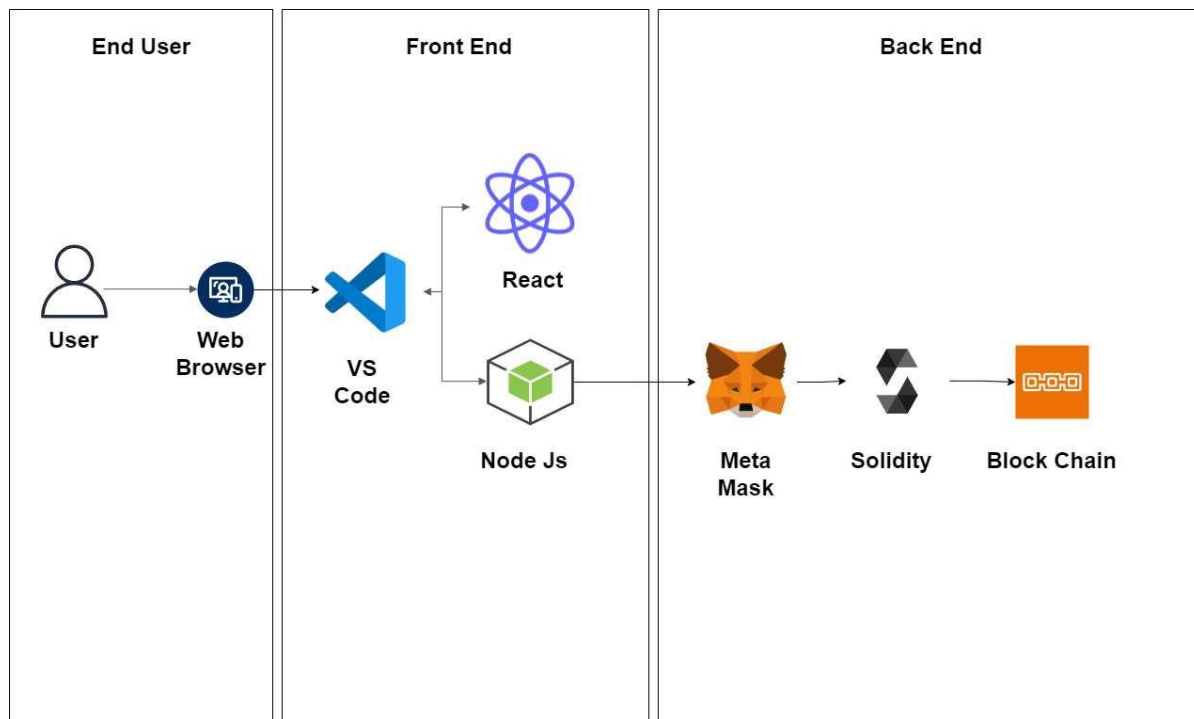 End User
Front End
Back End
React
User
Web
Browser
VS
Code
Node Js
Meta
Mask
Solidity
Block Chain